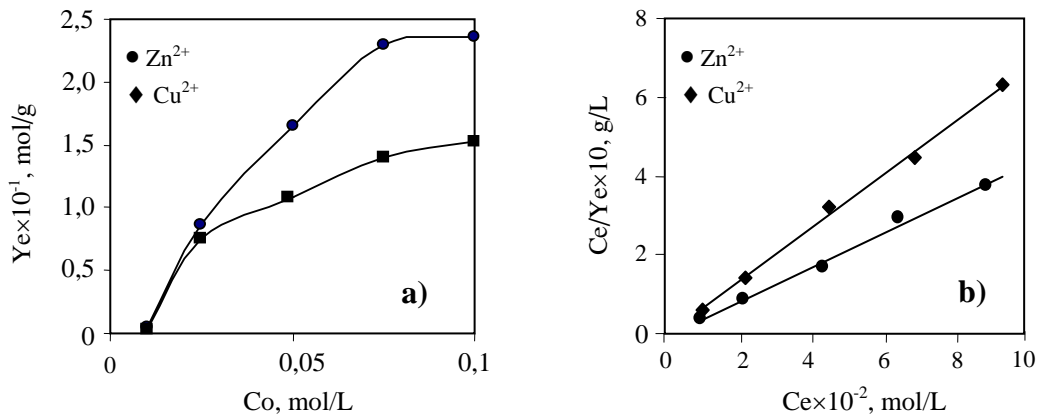 2,5
2,0
1,5
1,0
0,5
0
Ye×10⁻¹, mol/g
Zn²⁺
Cu²⁺
a)
0
0,05
0,1
Co, mol/L
8
6
4
2
0
Ce/Ye×10, g/L
Zn²⁺
Cu²⁺
b)
0
2
4
6
8
10
Ce×10⁻², mol/L